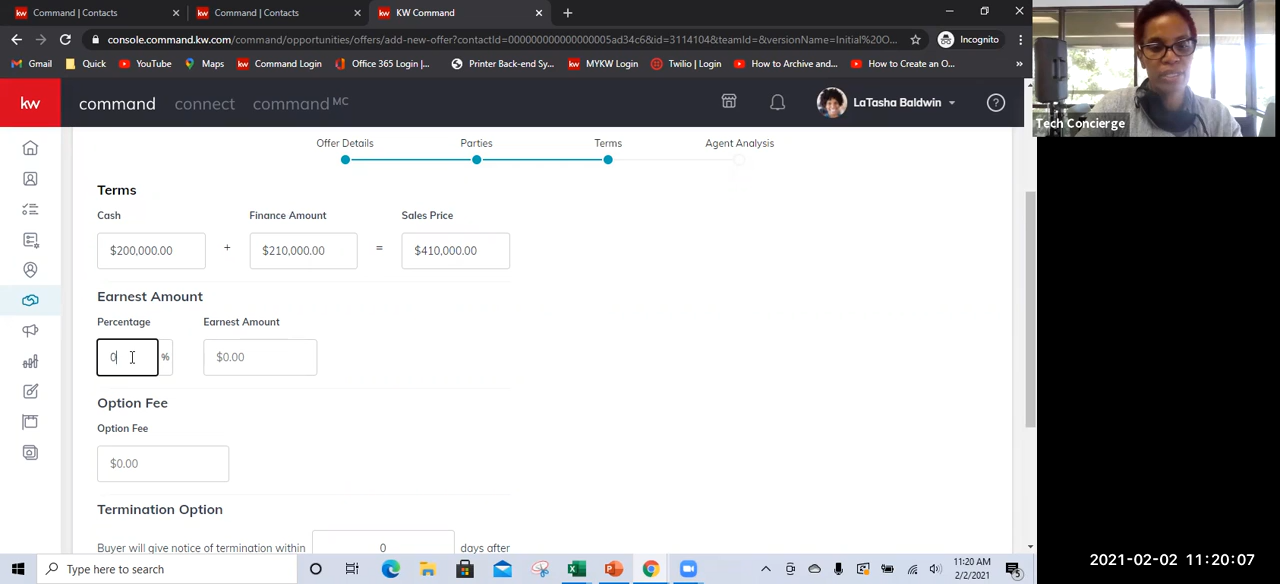 Command | Contacts
Command | Contacts
KW Command
console.command.kw.com/command/opportunities/offers/add-new-offer?contactId=0000000000000000005ad34c6&id=3114104&teamId=&versionName=Initial%20O...
Incognito
Gmail
Quick
YouTube
Maps
Command Login
Office 365 Login |...
Printer Back-end Sy...
MYKW Login
Twilio | Login
How to Archive and...
How to Create an O...
»
kw
command
connect
command MC
LaTasha Baldwin
Tech Concierge
Offer Details
Parties
Terms
Agent Analysis
Terms
Cash
Finance Amount
Sales Price
$200,000.00
+
$210,000.00
=
$410,000.00
Earnest Amount
Percentage
Earnest Amount
0
%
$0.00
Option Fee
Option Fee
$0.00
Termination Option
Buyer will give notice of termination within
0
days after
Type here to search
11:20 AM
2/2/2021
5
2021-02-02 11:20:07